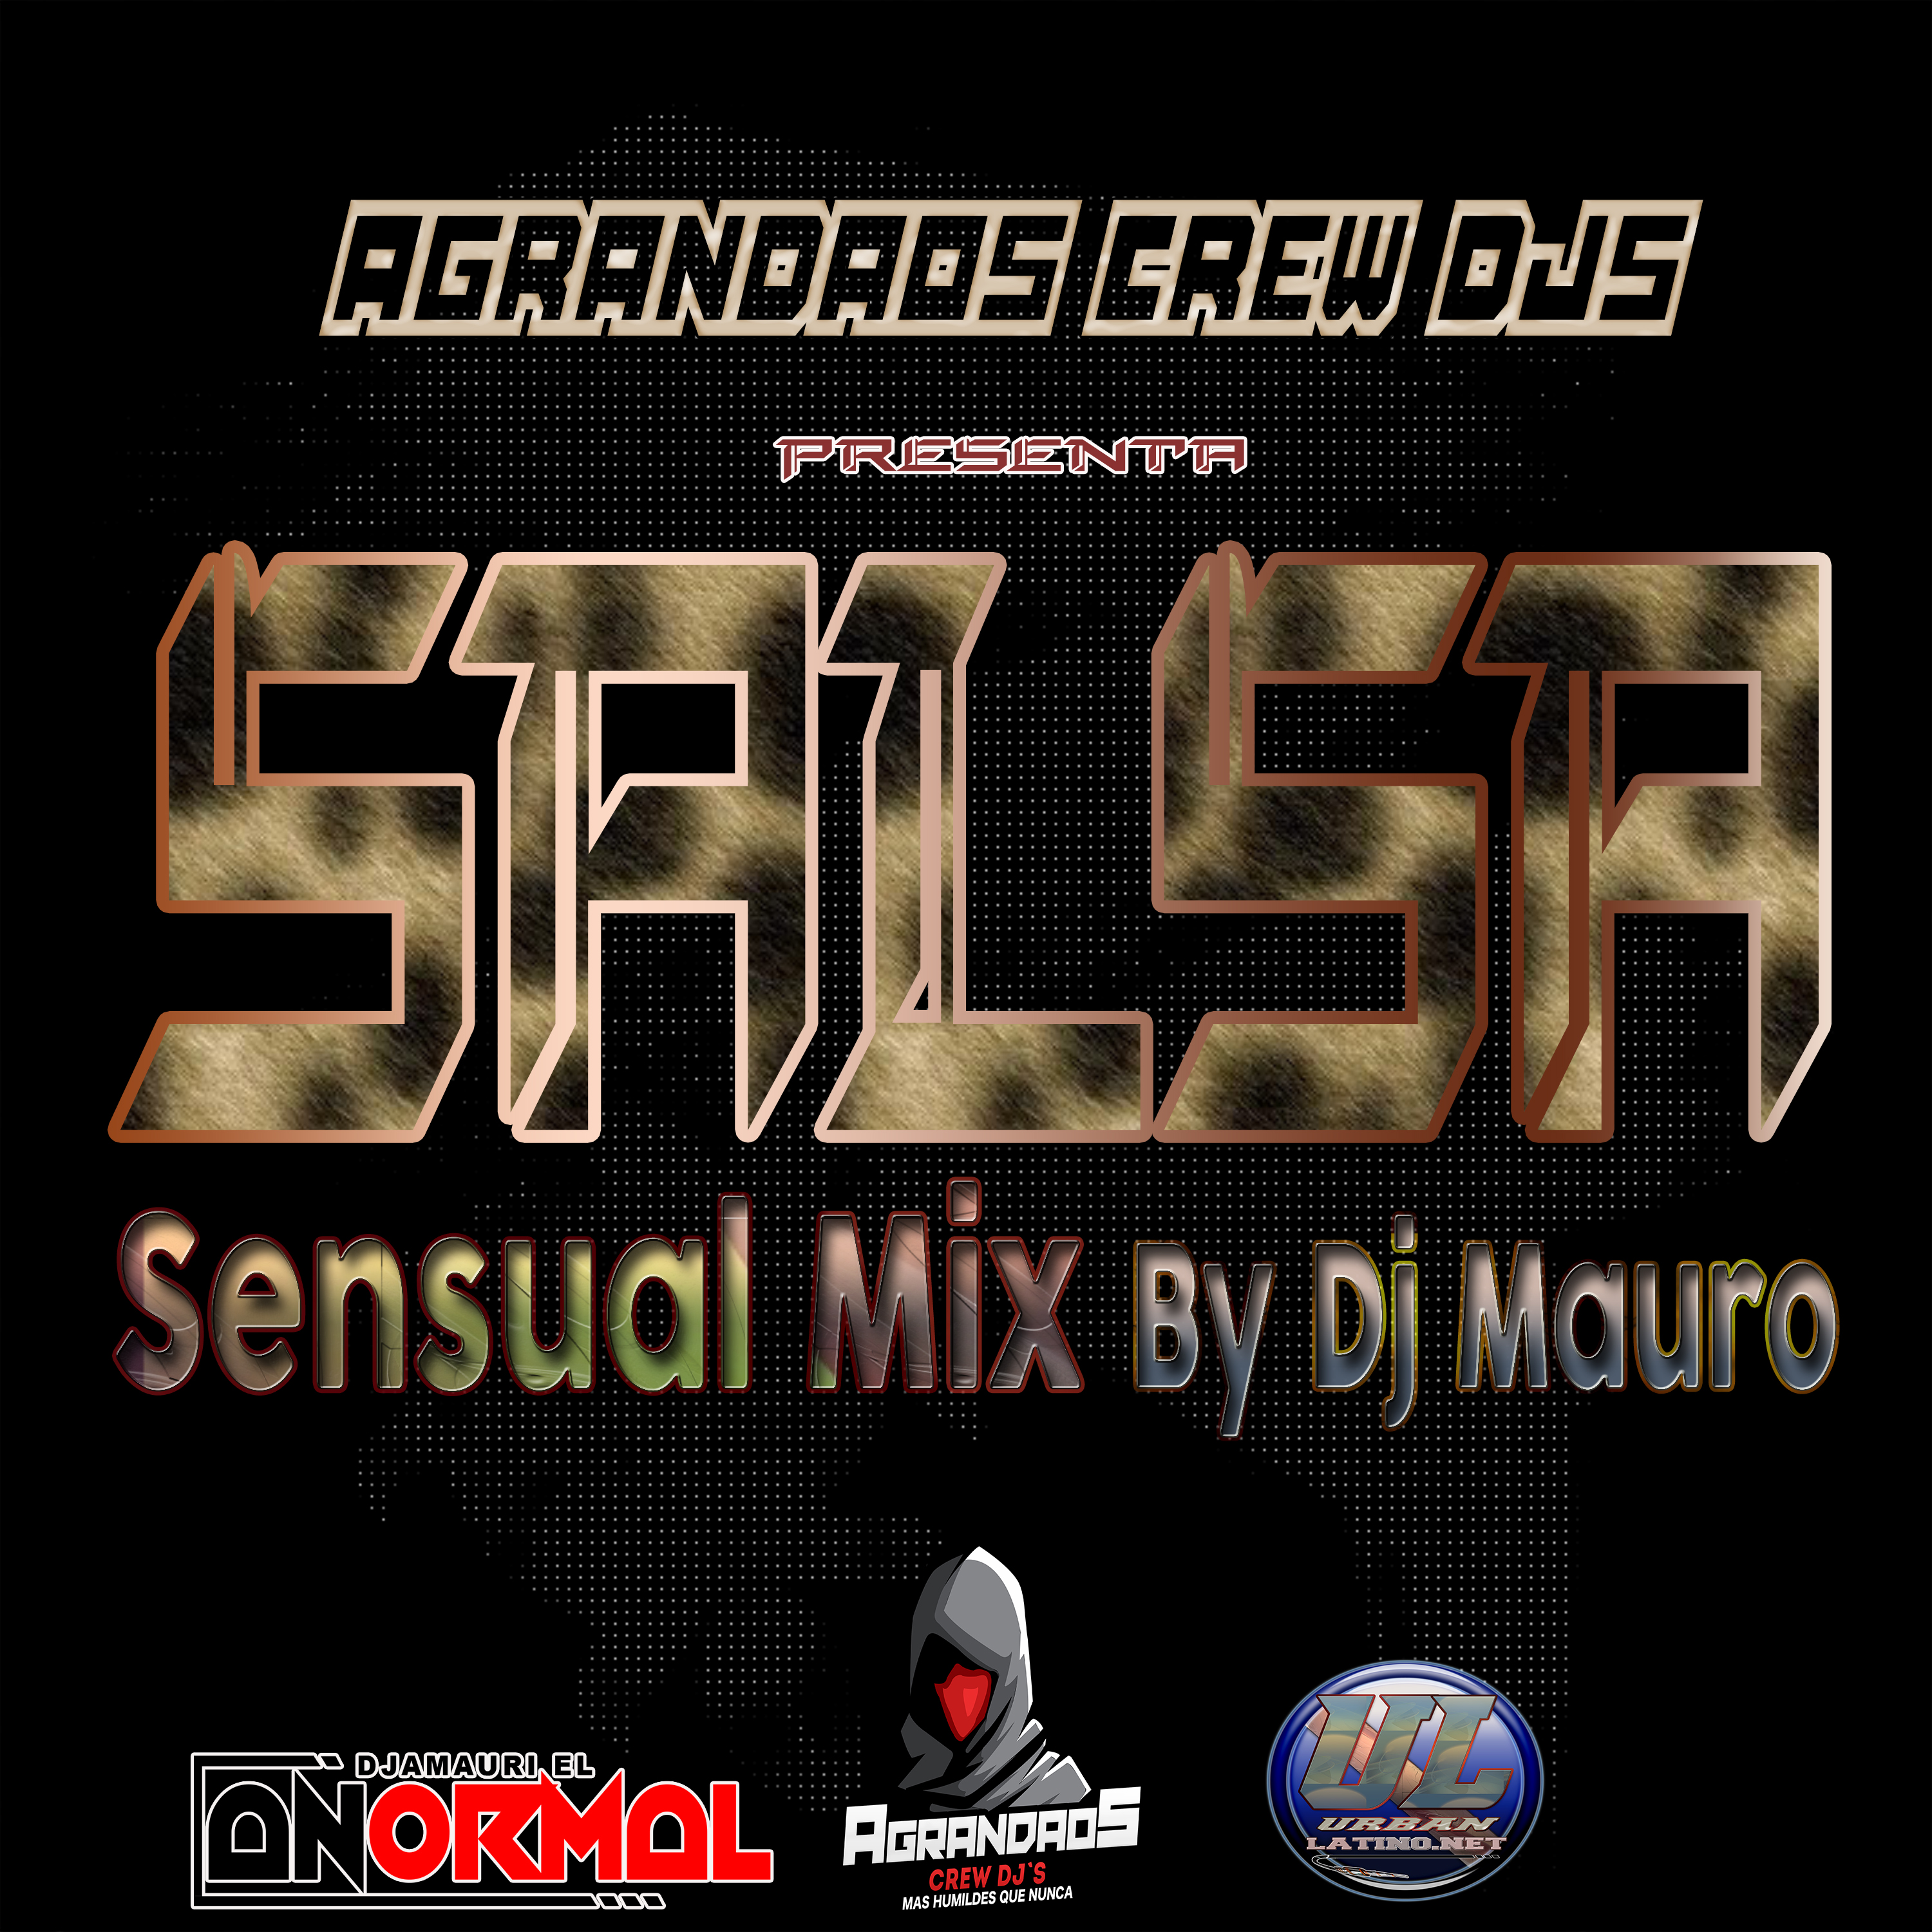 AGRANDAOS CREW DJS
PRESENTA
SALSA
Sensual Mix By Dj Mauro
DJAMAURI EL
ANORMAL
AGRANDAOS
CREW DJ`S
MAS HUMILDES QUE NUNCA
UL
URBAN
LATINO.NET